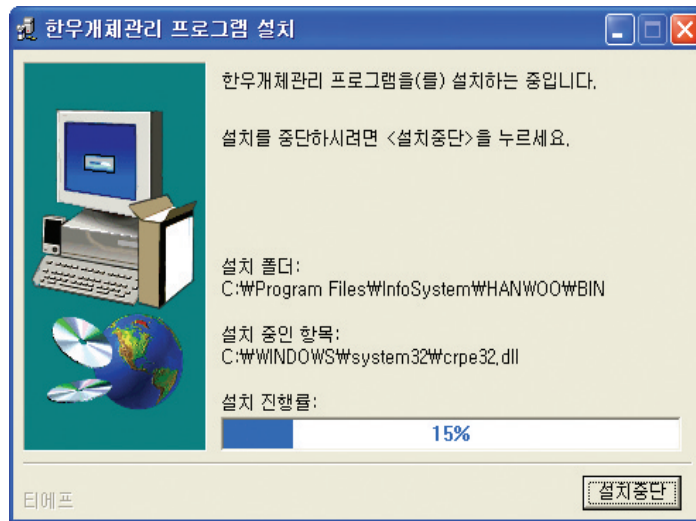 한우개체관리 프로그램 설치
한우개체관리 프로그램을(를) 설치하는 중입니다.
설치를 중단하시려면 <설치중단>을 누르세요.
설치 폴더:
C:₩Program Files₩InfoSystem₩HANWOO₩BIN
설치 중인 항목:
C:₩WINDOWS₩system32₩crpe32.dll
설치 진행률:
15%
티에프
설치중단